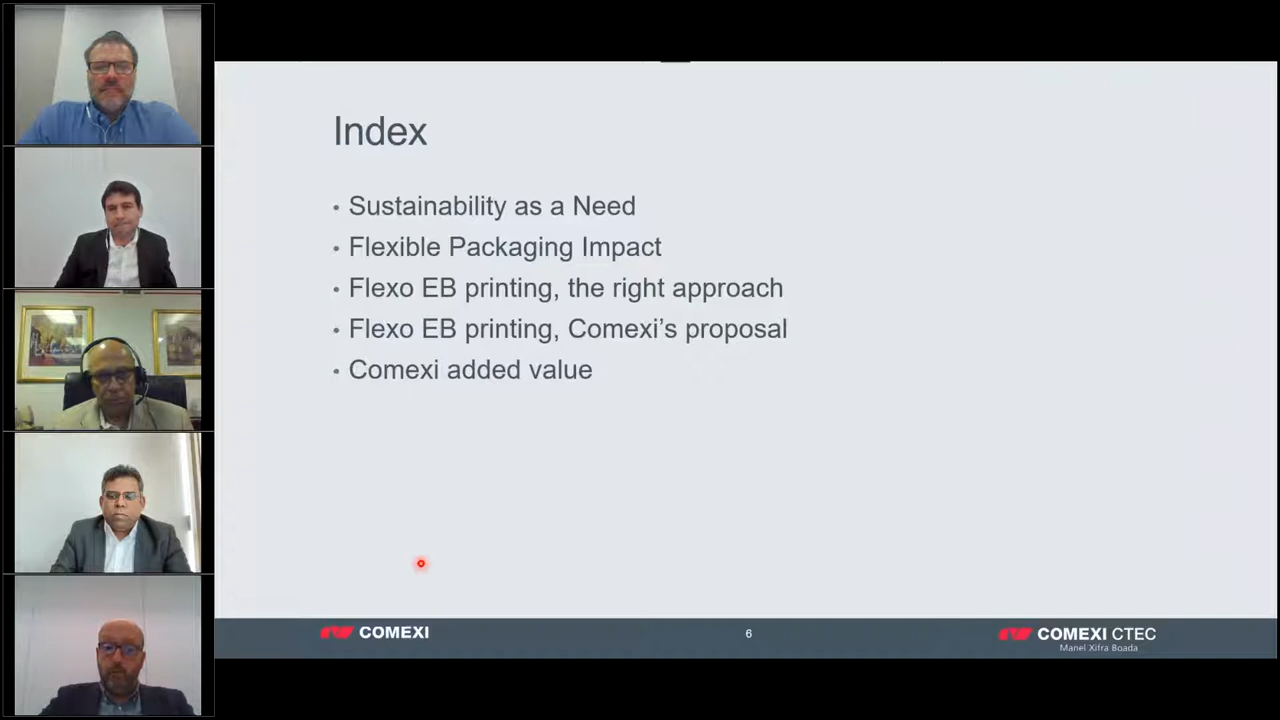 Index
• Sustainability as a Need
• Flexible Packaging Impact
• Flexo EB printing, the right approach
• Flexo EB printing, Comexi’s proposal
• Comexi added value
COMEXI
6
COMEXI CTEC
Manel Xifra Boada